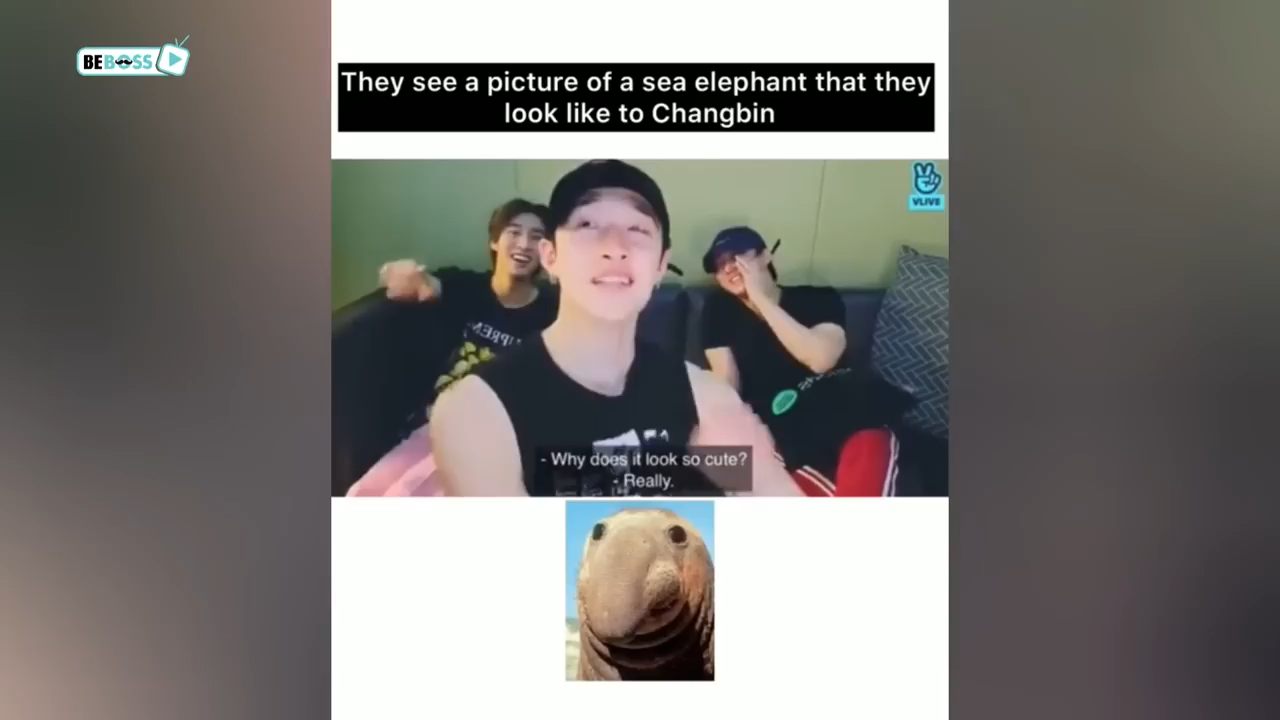 BEBOSS
They see a picture of a sea elephant that they
look like to Changbin
VLIVE
- Why does it look so cute?
- Really.